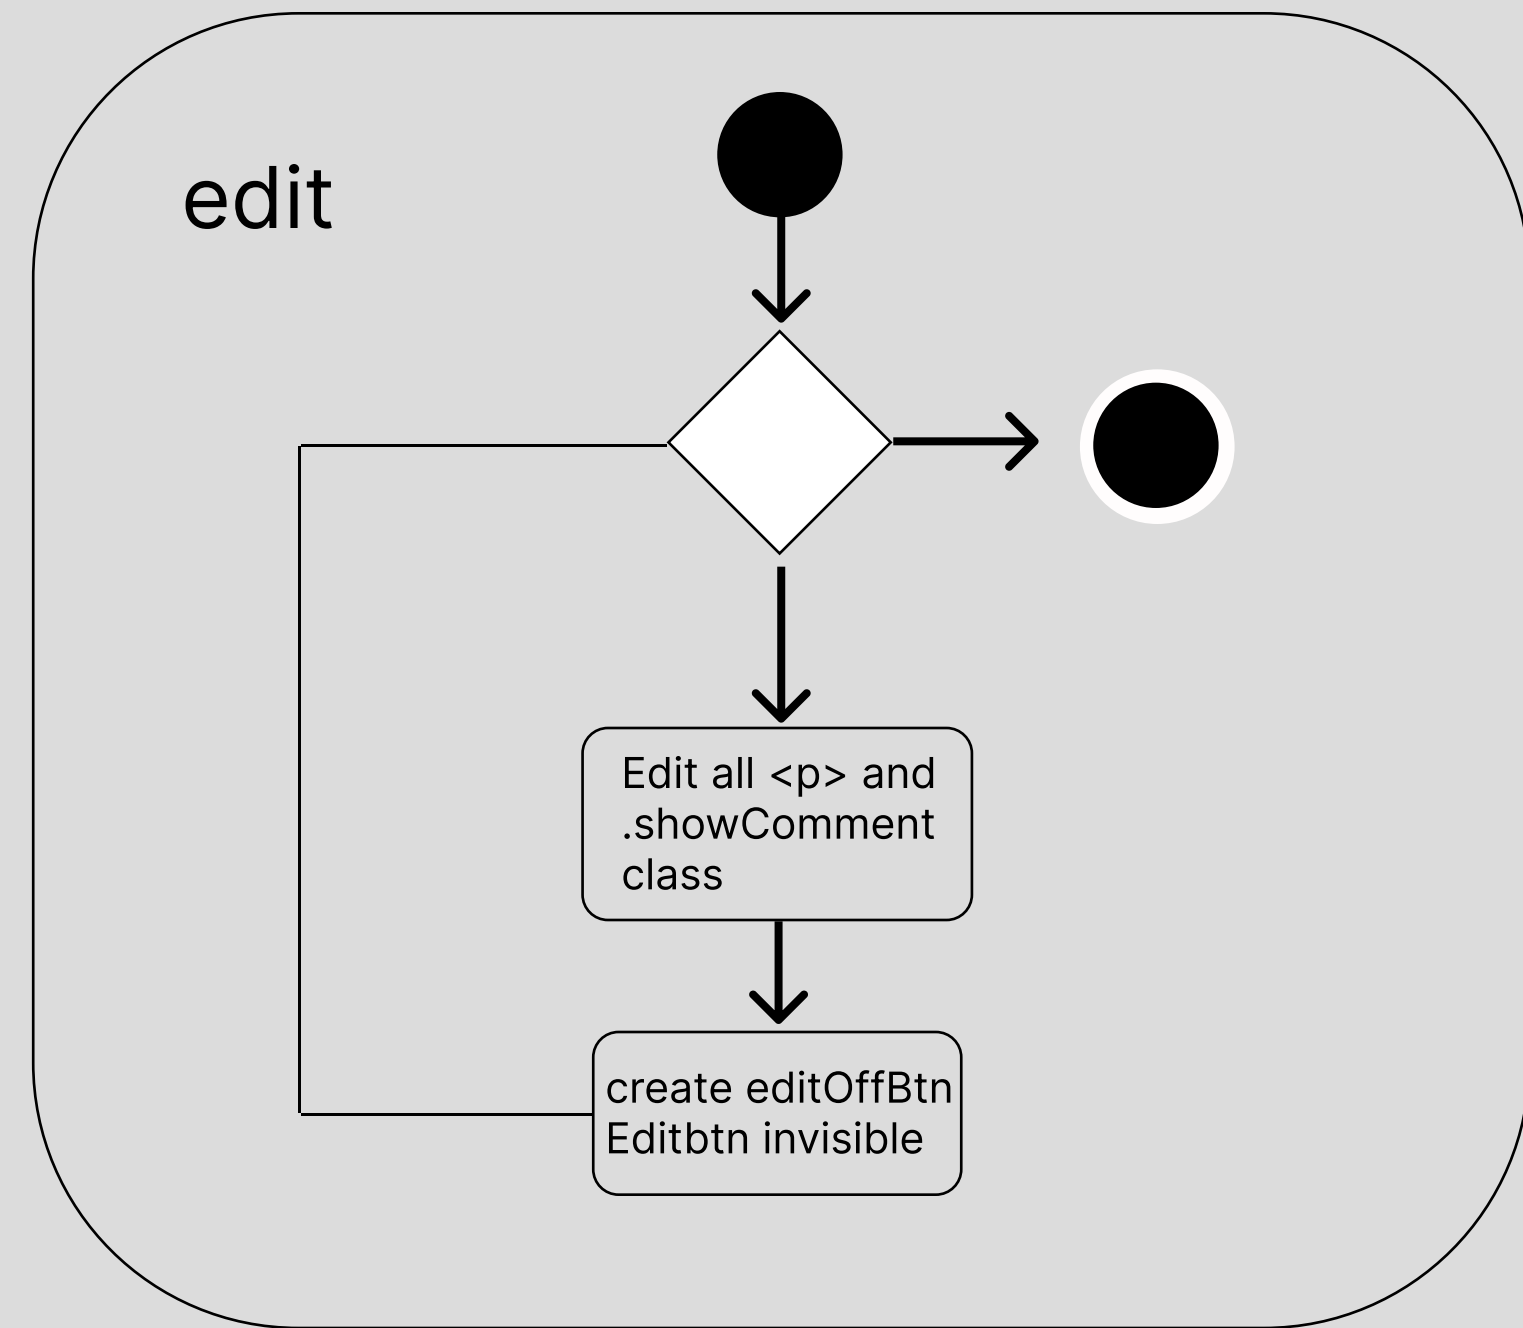 edit
Edit all <p> and
.showComment
class
create editOffBtn
Editbtn invisible